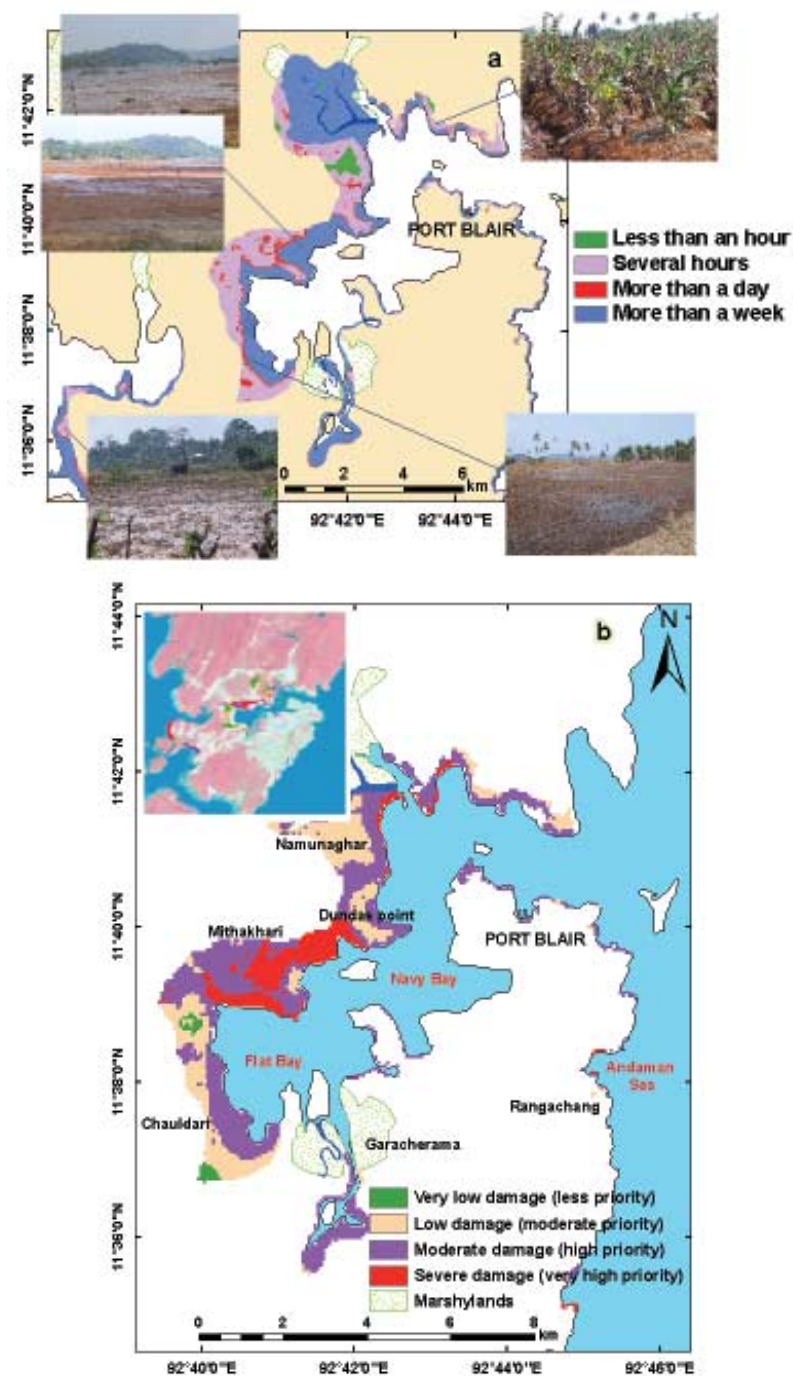 a
11°42'0"N
11°40'0"N
11°38'0"N
11°36'0"N
PORT BLAIR
Less than an hour
Several hours
More than a day
More than a week
0 2 4 6
km
92°42'0"E 92°44'0"E
b
N
11°44'0"N
11°42'0"N
11°40'0"N
11°38'0"N
11°36'0"N
Namunaghar
Dundas point
Mithakhari
PORT BLAIR
Navy Bay
Flat Bay
Andaman
Sea
Rangachang
Chauldari
Garacherama
Very low damage (less priority)
Low damage (moderate priority)
Moderate damage (high priority)
Severe damage (very high priority)
Marshylands
0 2 4 8
km
92°40'0"E 92°42'0"E 92°44'0"E 92°46'0"E